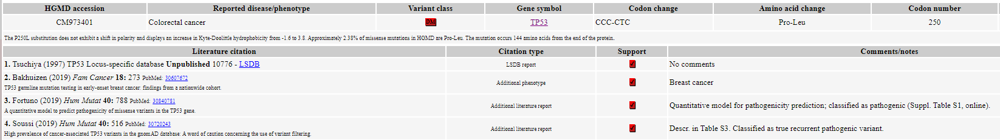 HGMD accession Reported disease/phenotype Variant class Gene symbol Codon change Amino acid change Codon number
CM973401 Colorectal cancer DM TP53 CCC-CTC Pro-Leu 250
The P250L substitution does not exhibit a shift in polarity and displays an increase in Kyte-Doolittle hydrophobicity from -1.6 to 3.8. Approximately 2.38% of missense mutations in HGMD are Pro-Leu. The mutation occurs 144 amino acids from the end of the protein.
Literature citation Citation type Support Comments/notes
1. Tsuchiya (1997) TP53 Locus-specific database Unpublished 10776 - LSDB LSDB report No comments
2. Bakhuizen (2019) Fam Cancer 18: 273 PubMed: 30607672 Additional phenotype Breast cancer
TP53 germline mutation testing in early-onset breast cancer: findings from a nationwide cohort.
3. Fortuno (2019) Hum Mutat 40: 788 PubMed: 30840781 Additional literature report Quantitative model for pathogenicity prediction; classified as pathogenic (Suppl. Table S1, online).
A quantitative model to predict pathogenicity of missense variants in the TP53 gene.
4. Soussi (2019) Hum Mutat 40: 516 PubMed: 30720243 Additional literature report Descr. in Table S3. Classified as true recurrent pathogenic variant.
High prevalence of cancer-associated TP53 variants in the gnomAD database: A word of caution concerning the use of variant filtering.